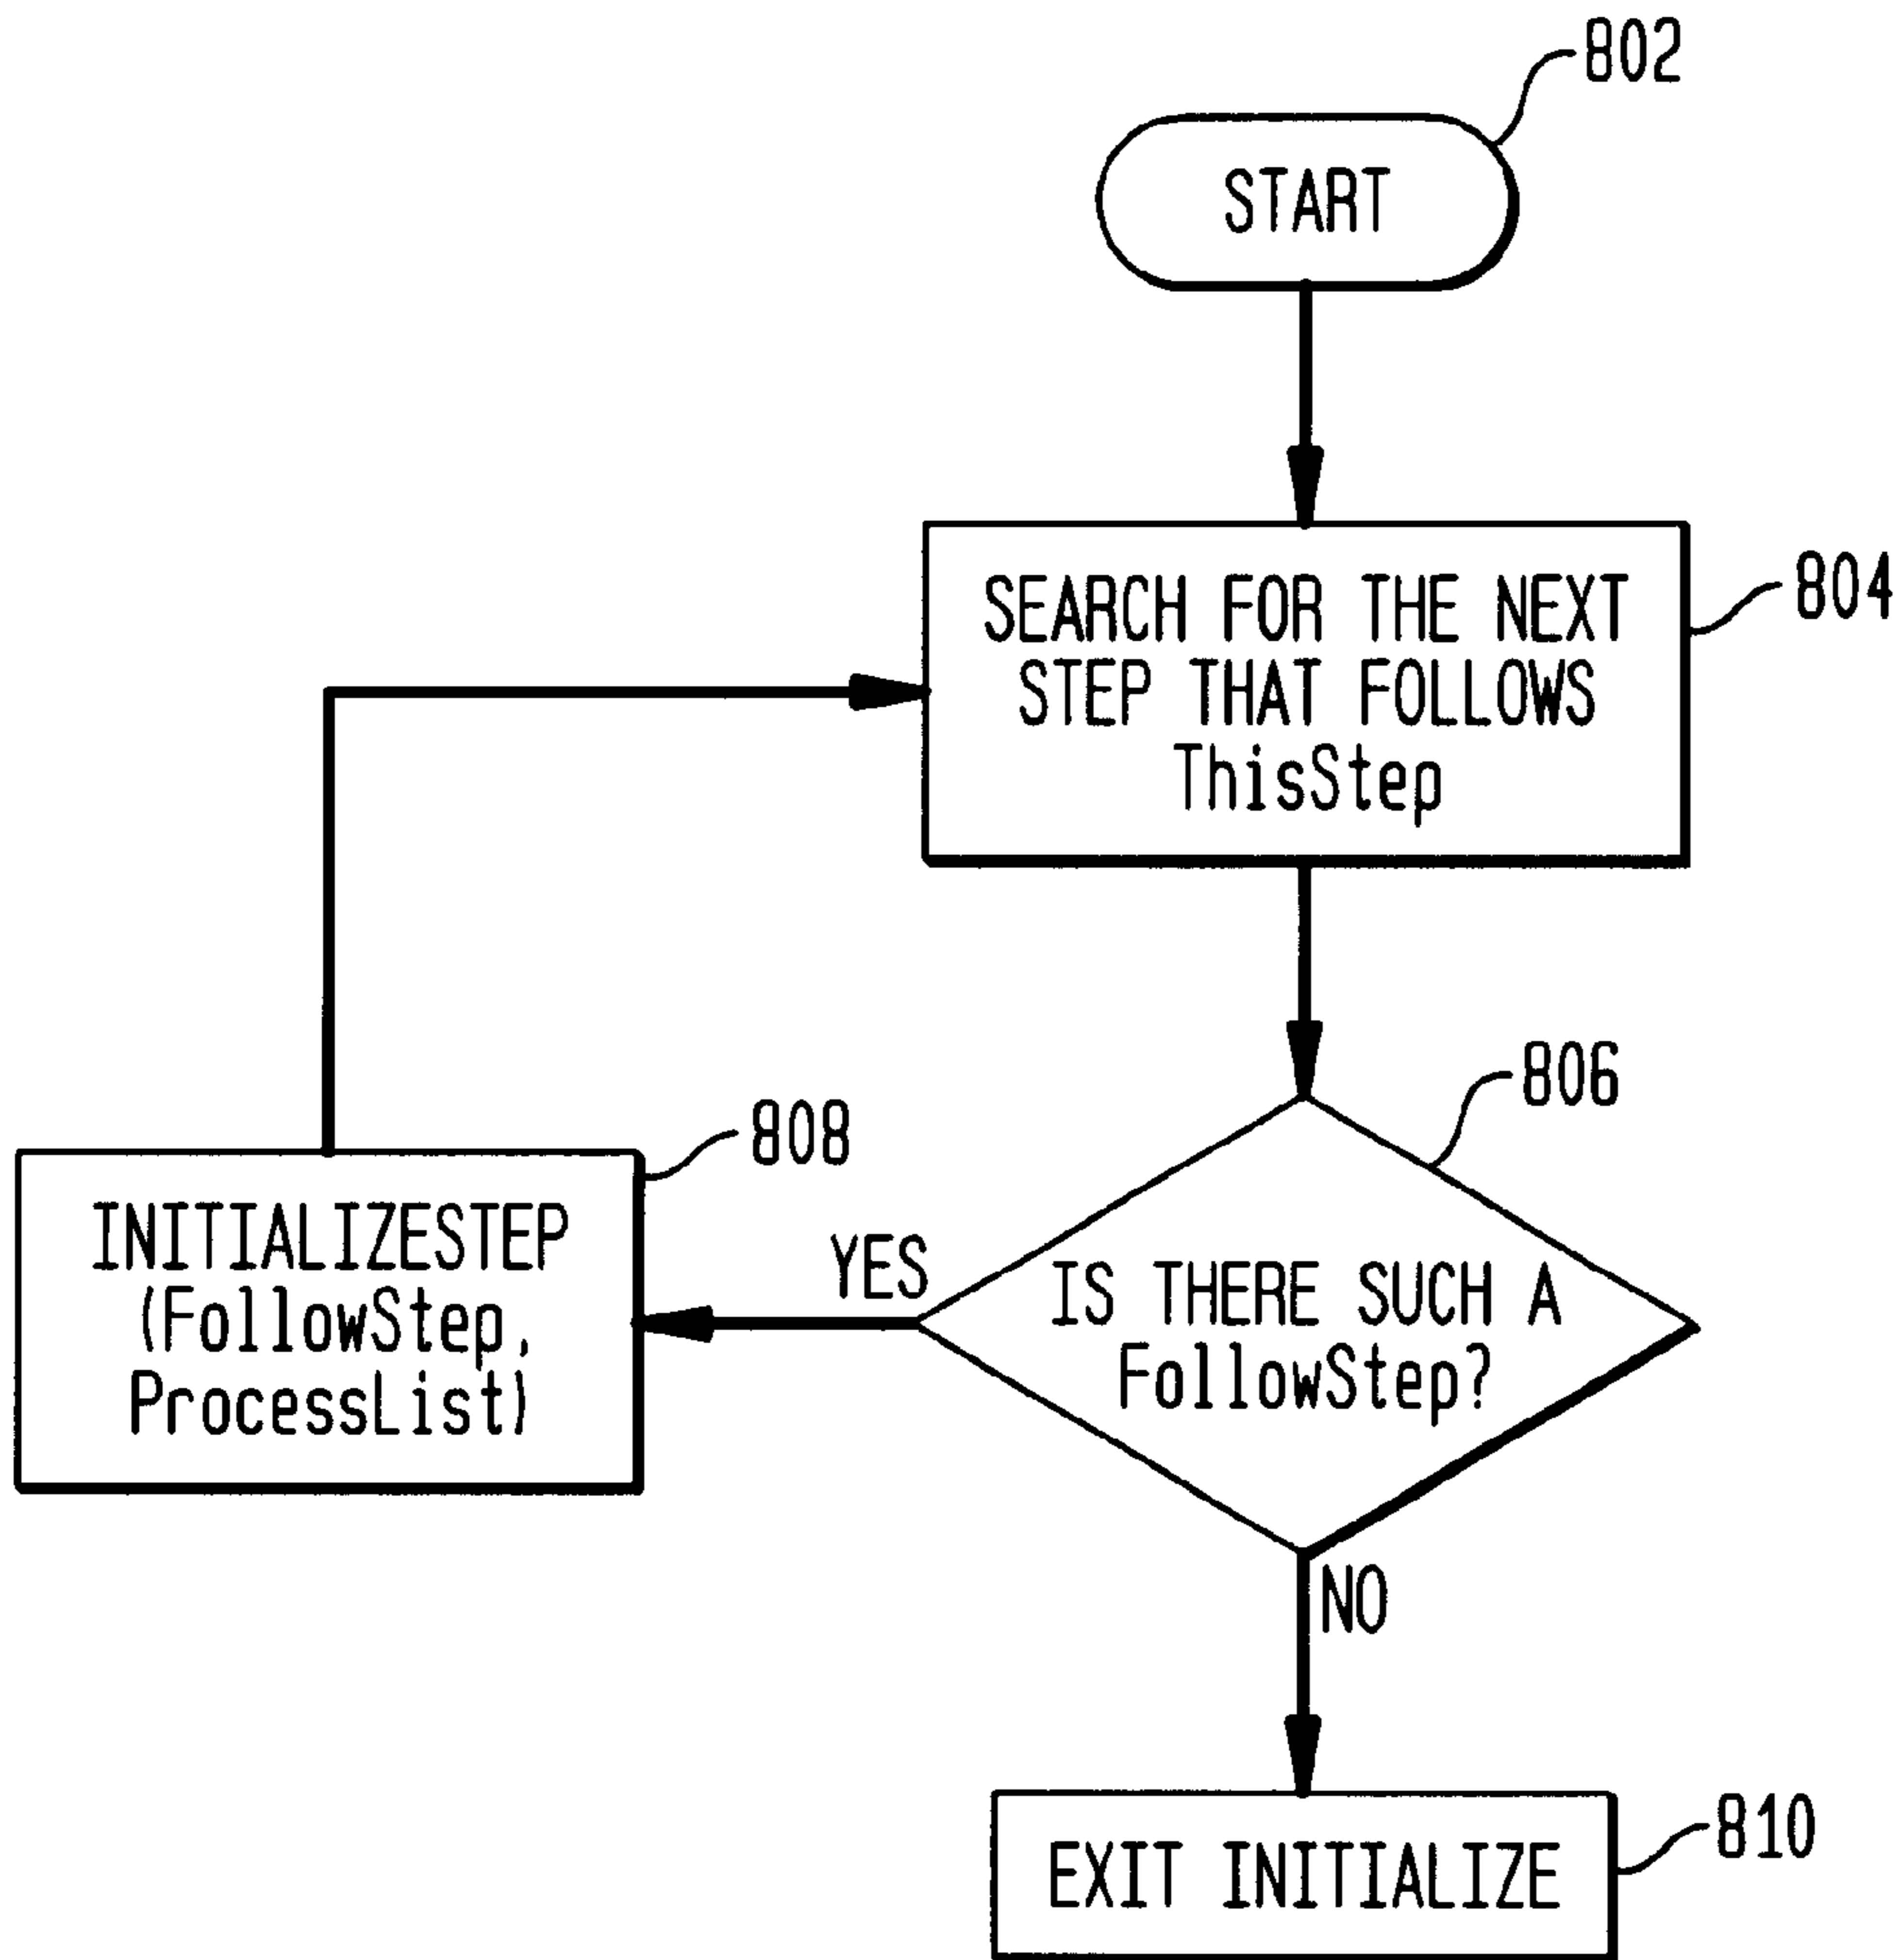 802
START
SEARCH FOR THE NEXT
STEP THAT FOLLOWS
ThisStep
804
806
IS THERE SUCH A
FollowStep?
YES
808
INITIALIZESTEP
(FollowStep,
ProcessList)
NO
EXIT INITIALIZE
810